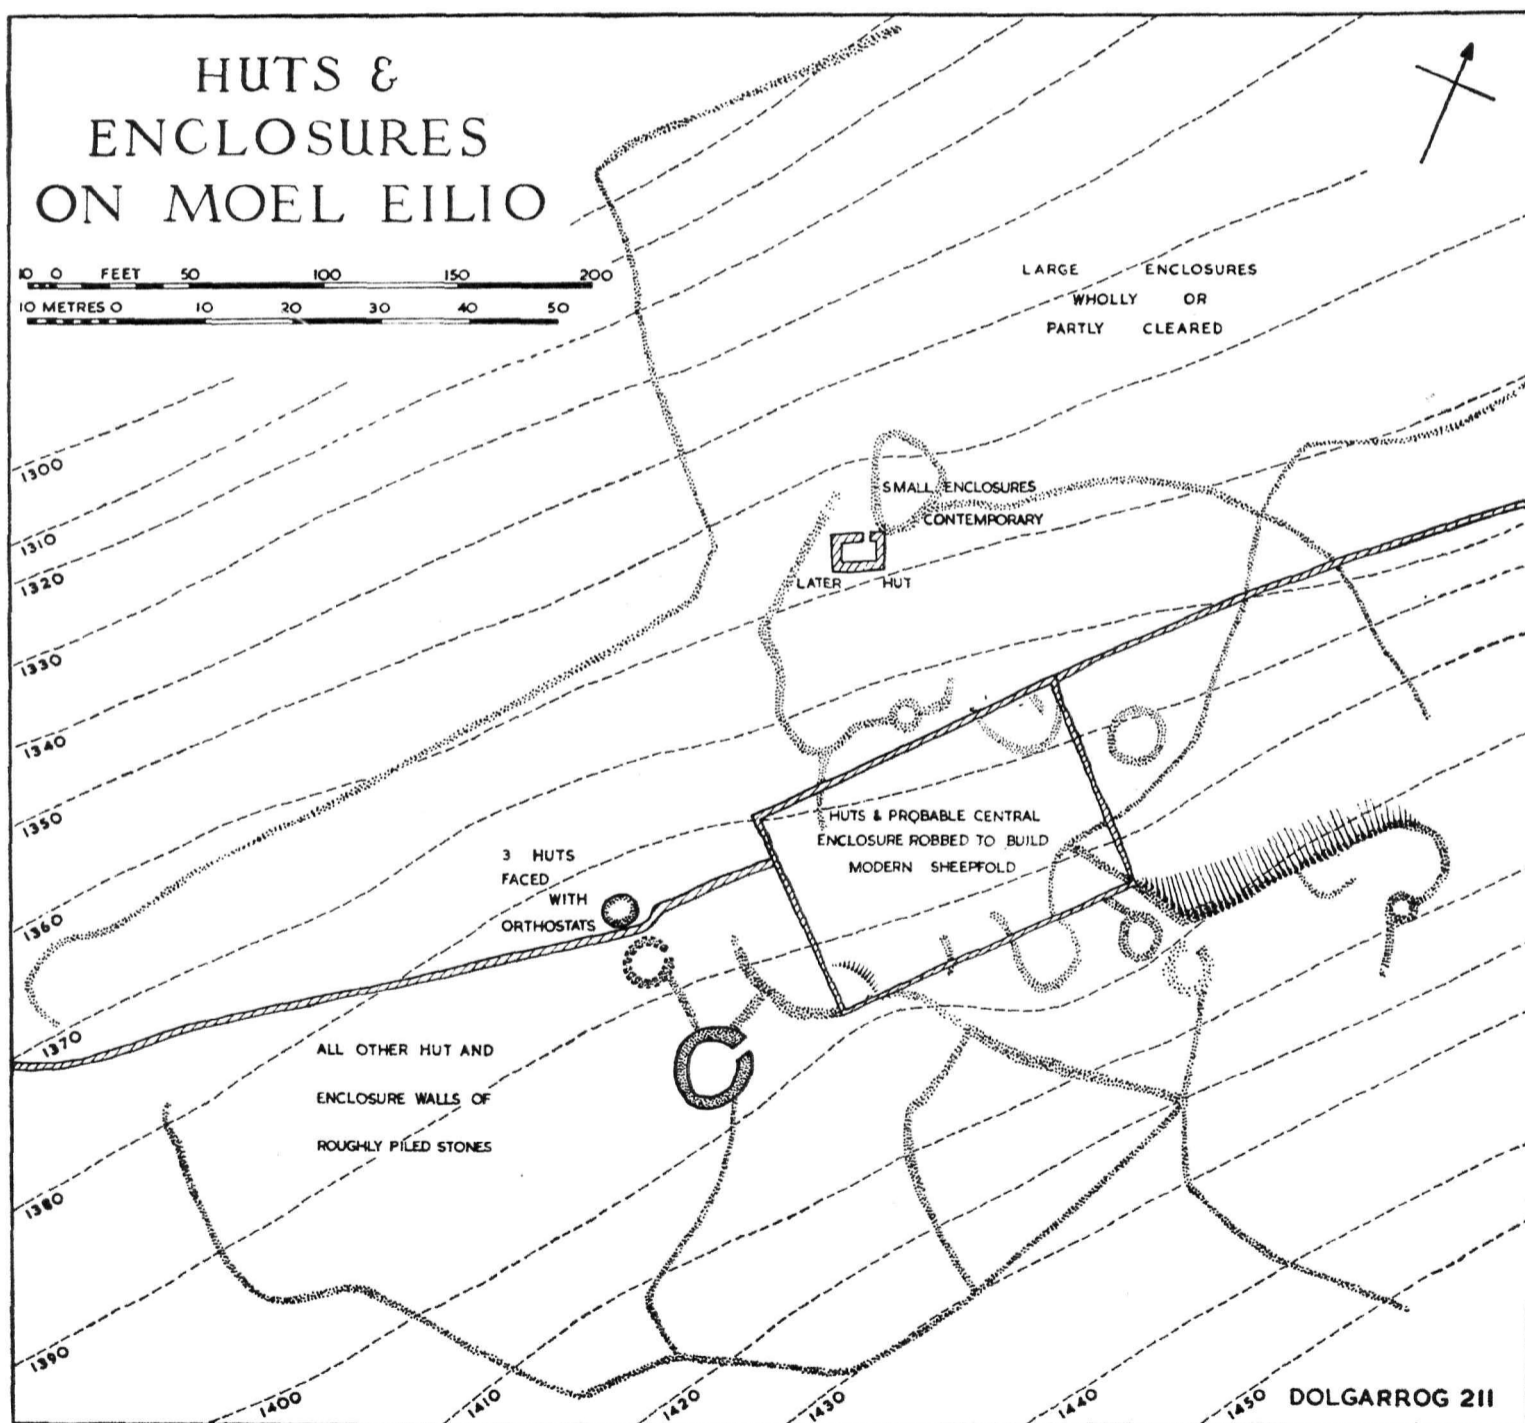 HUTS &
ENCLOSURES
ON MOEL EILIO
10 0 FEET 50 100 150 200
10 METRES 0 10 20 30 40 50
LARGE ENCLOSURES
WHOLLY OR
PARTLY CLEARED
SMALL ENCLOSURES
CONTEMPORARY
LATER HUT
HUTS & PROBABLE CENTRAL
ENCLOSURE ROBBED TO BUILD
MODERN SHEEPFOLD
3 HUTS
FACED
WITH
ORTHOSTATS
ALL OTHER HUT AND
ENCLOSURE WALLS OF
ROUGHLY PILED STONES
1300
1310
1320
1330
1340
1350
1360
1370
1380
1390
1400
1410
1420
1430
1440
1450
DOLGARROG 211